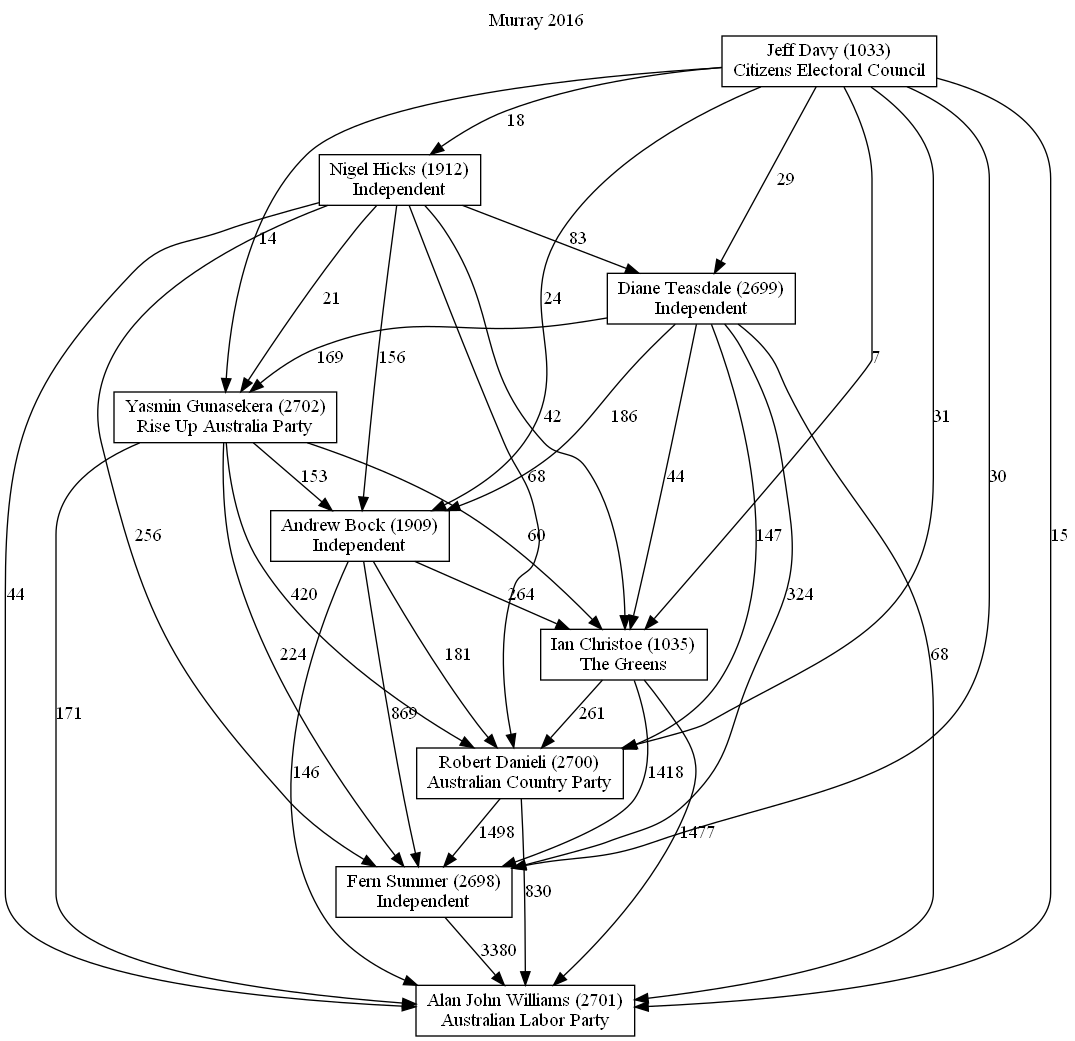 Murray 2016
Jeff Davy (1033)
Citizens Electoral Council
18
Nigel Hicks (1912)
Independent
29
14
83
21
24
Diane Teasdale (2699)
Independent
169
156
7
Yasmin Gunasekera (2702)
Rise Up Australia Party
42
186
31
153
68
44
30
Andrew Bock (1909)
Independent
256
60
147
15
44
420
264
324
224
181
68
Ian Christoe (1035)
The Greens
171
869
261
146
Robert Danieli (2700)
Australian Country Party
1418
1498
1477
Fern Summer (2698)
Independent
830
3380
Alan John Williams (2701)
Australian Labor Party